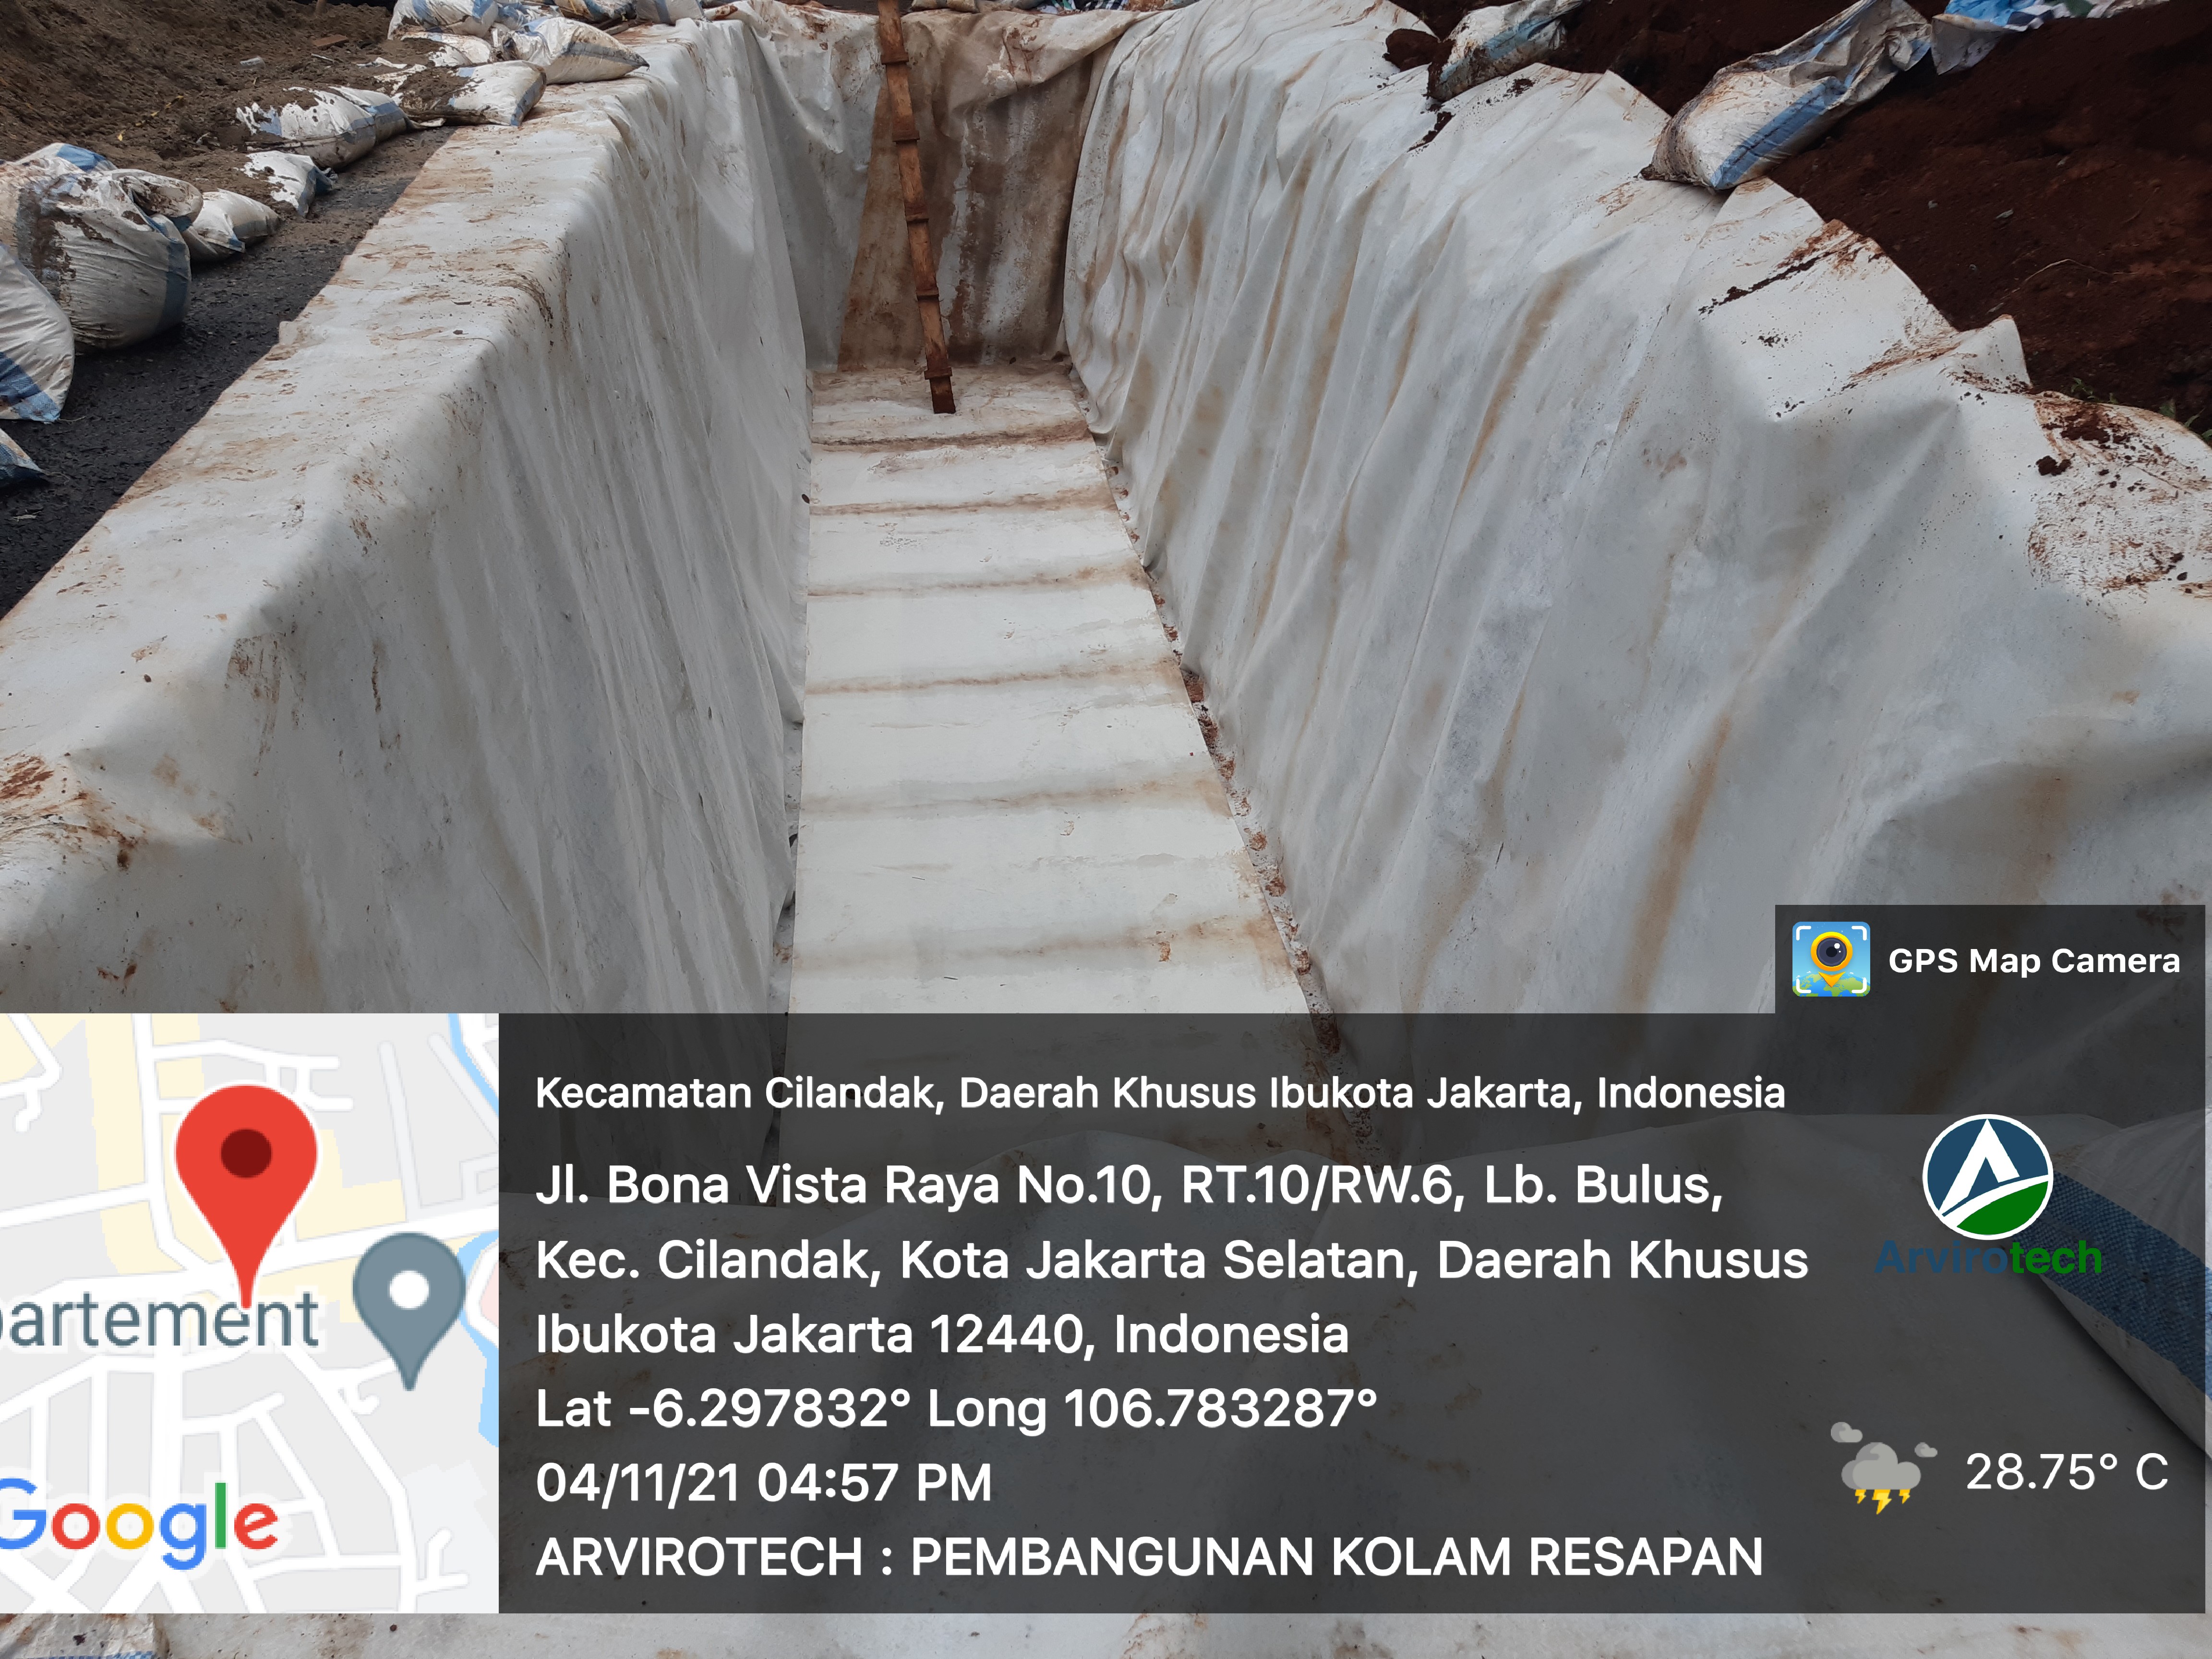 GPS Map Camera
Kecamatan Cilandak, Daerah Khusus Ibukota Jakarta, Indonesia
Jl. Bona Vista Raya No.10, RT.10/RW.6, Lb. Bulus,
Kec. Cilandak, Kota Jakarta Selatan, Daerah Khusus
Ibukota Jakarta 12440, Indonesia
Lat -6.297832° Long 106.783287°
04/11/21 04:57 PM
ARVIROTECH : PEMBANGUNAN KOLAM RESAPAN
Arvirotech
28.75° C
partement
Google